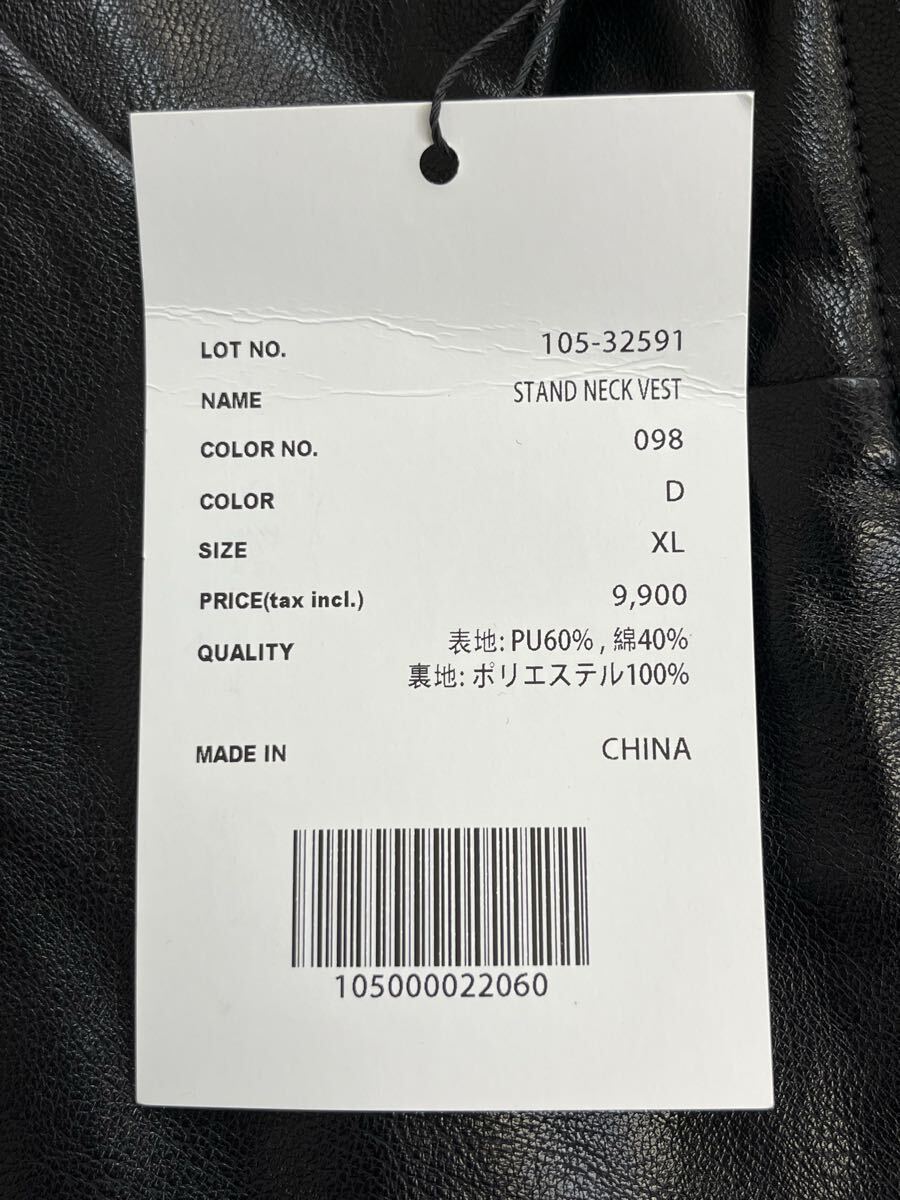 LOT NO. 105-32591
NAME STAND NECK VEST
COLOR NO. 098
COLOR D
SIZE XL
PRICE(tax incl.) 9,900
QUALITY 表地: PU60% , 綿40%
裏地: ポリエステル100%
MADE IN CHINA
105000022060